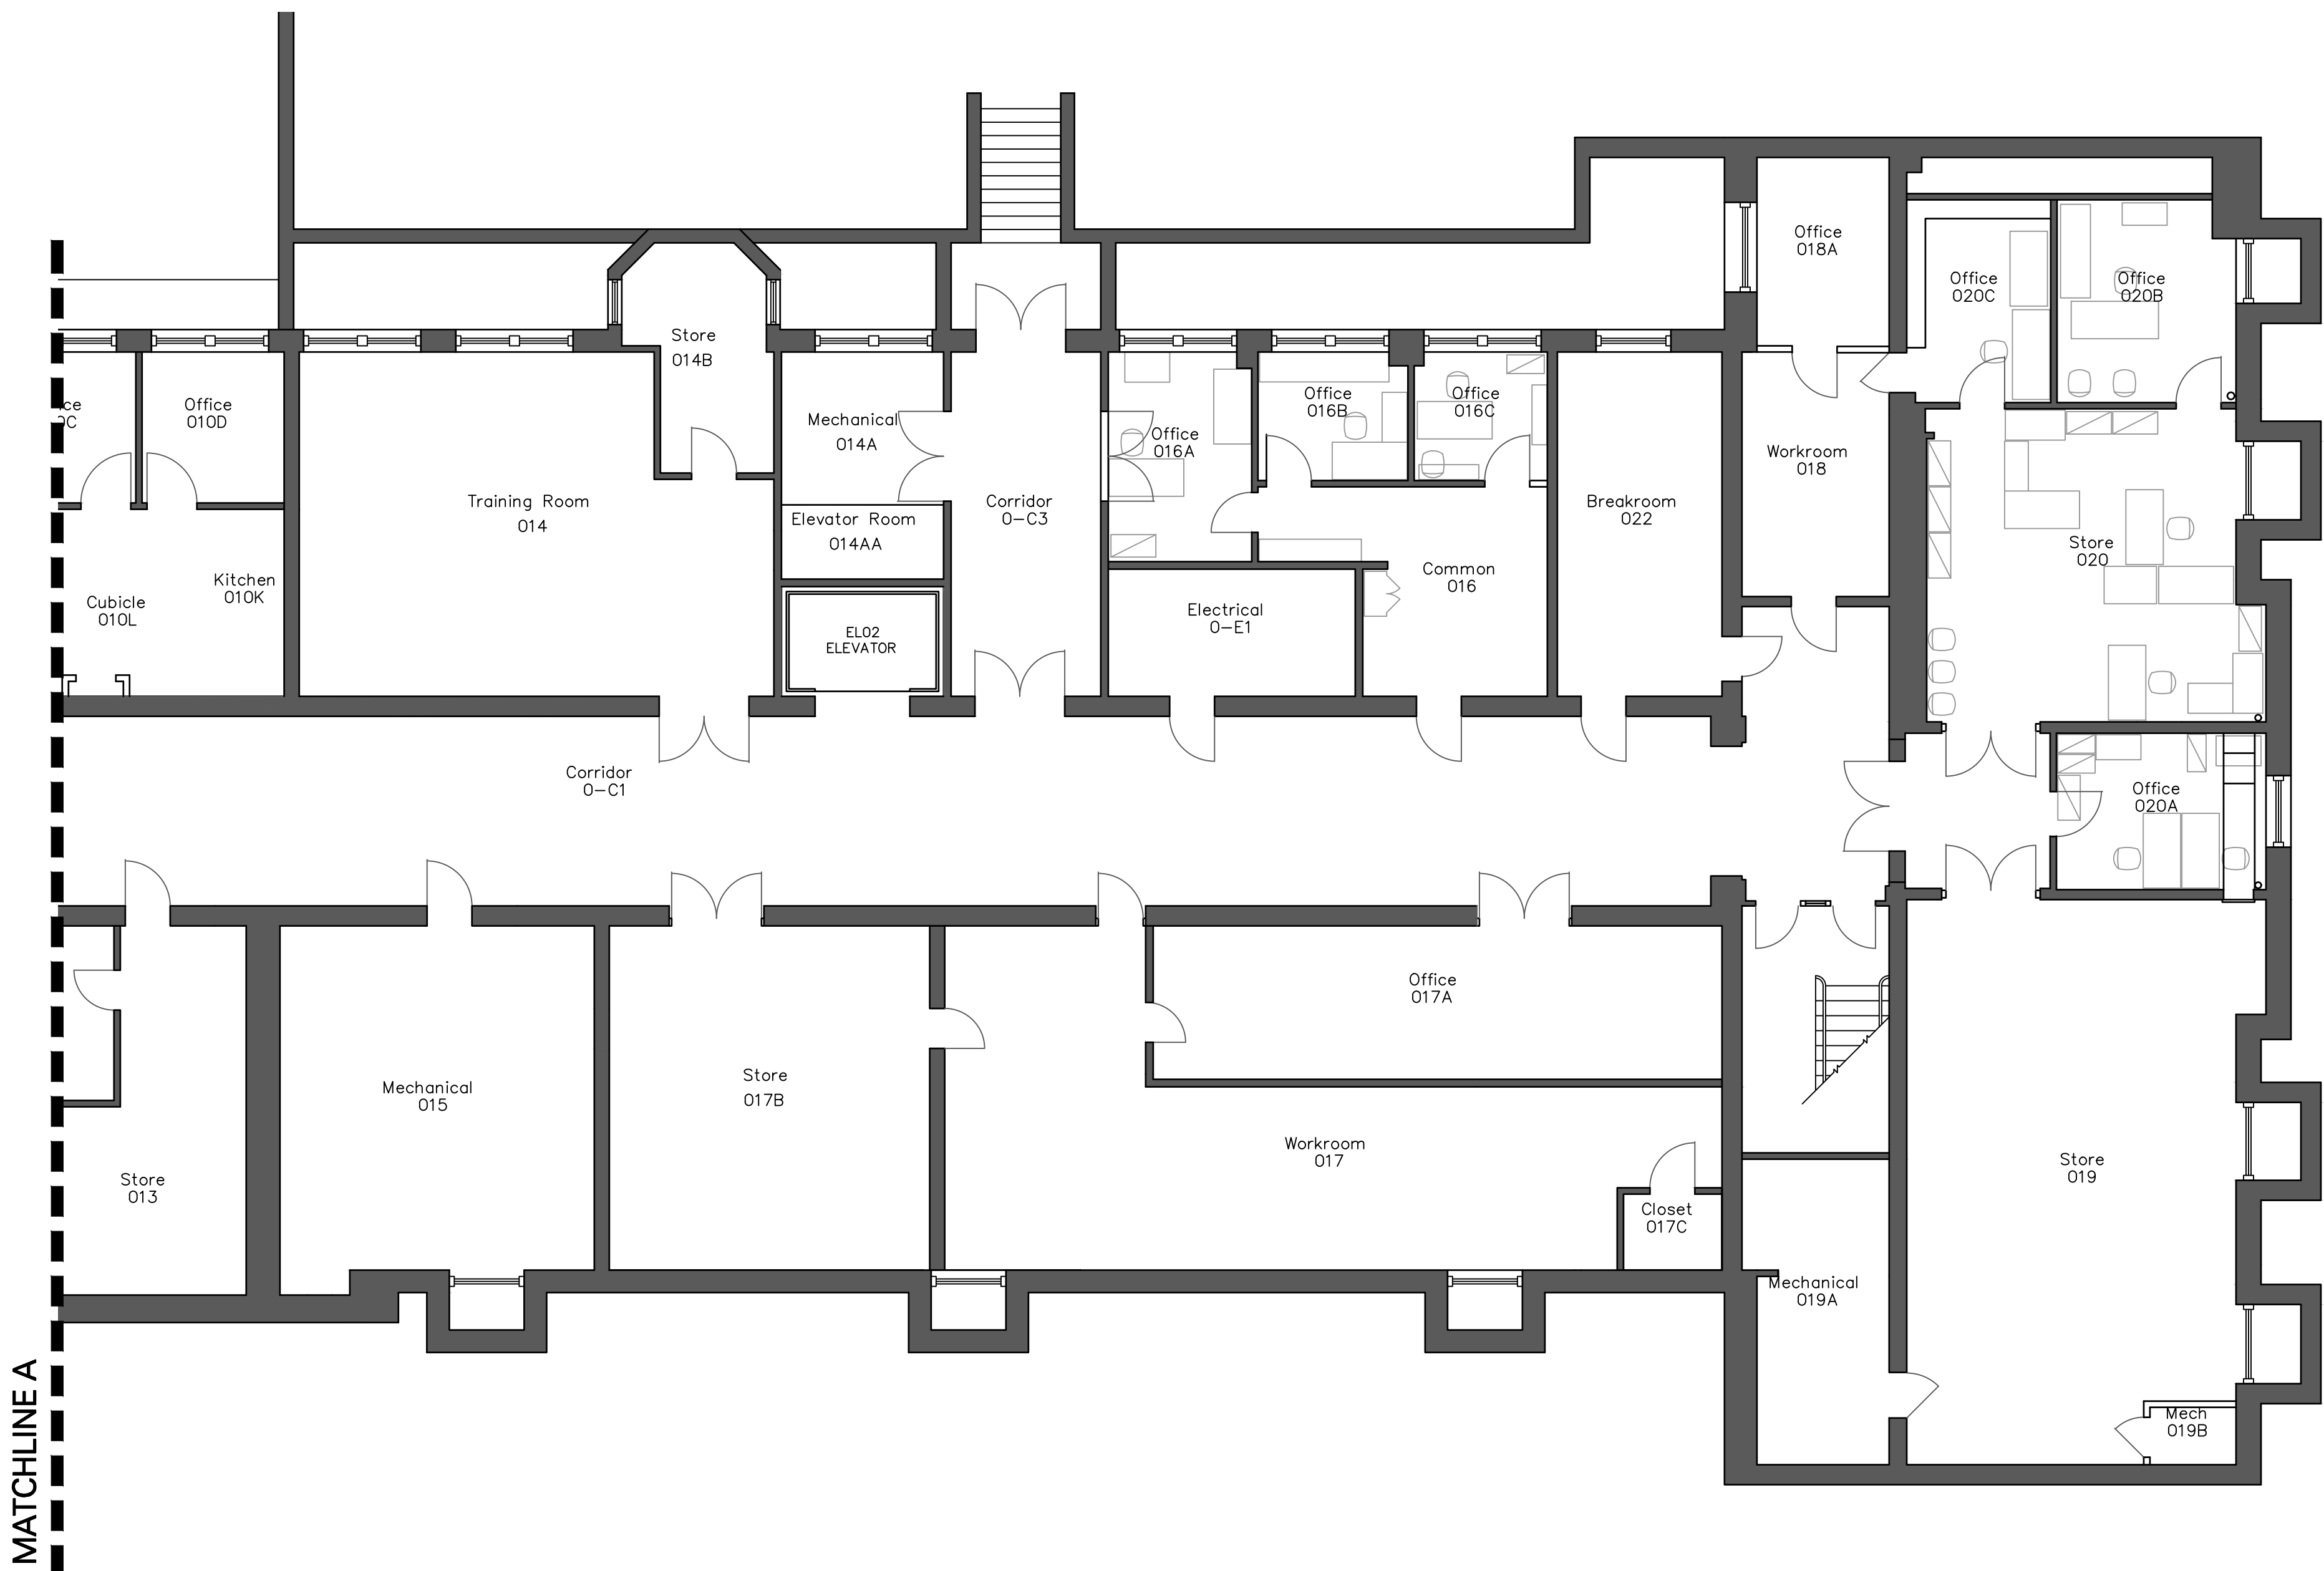 Office
018A
Office
020C
Office
020B
Store
014B
Office
010D
Mechanical
014A
Office
016A
Office
016B
Office
016C
Workroom
018
Training Room
014
Elevator Room
014AA
Corridor
0-C3
Breakroom
022
Store
020
Cubicle
010L
Kitchen
010K
Common
016
Electrical
0-E1
EL02
ELEVATOR
Corridor
0-C1
Office
020A
Office
017A
Mechanical
015
Store
017B
Workroom
017
Store
013
Store
019
Closet
017C
Mechanical
019A
Mech
019B
MATCHLINE A